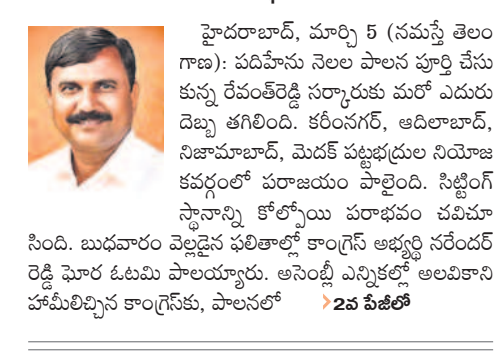 హైదరాబాద్, మార్చి 5 (నమస్తే తెలం
గాణ): పదిహేను నెలల పాలన పూర్తి చేసు
కున్న రేవంత్‌రెడ్డి సర్కారుకు మరో ఎదురు
దెబ్బ తగిలింది. కరీంనగర్, ఆదిలాబాద్,
నిజామాబాద్, మెదక్ పట్టభద్రుల నియోజ
కవర్గంలో పరాజయం పాలైంది. సిట్టింగ్
స్థానాన్ని కోల్పోయి పరాభవం చవిచూ
సింది. బుధవారం వెల్లడైన ఫలితాల్లో కాంగ్రెస్ అభ్యర్థి నరేందర్
రెడ్డి ఘోర ఓటమి పాలయ్యారు. అసెంబ్లీ ఎన్నికల్లో అలవికాని
హామీలిచ్చిన కాంగ్రెస్‌కు, పాలనలో >2వ పేజీలో